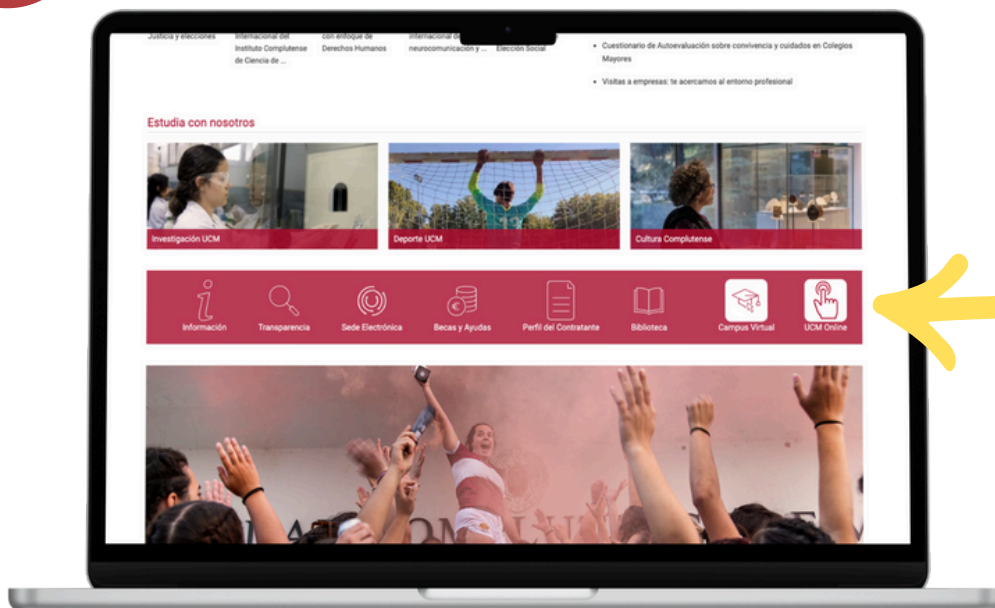 Justicia y elecciones
Internacional del
Instituto Complutense
de Ciencia de ...
con enfoque de
Derechos Humanos
internacional de
neurocomunicación y ...
Elección Social
• Cuestionario de Autoevaluación sobre convivencia y cuidados en Colegios
Mayores
• Visitas a empresas: te acercamos al entorno profesional
Estudia con nosotros
Investigación UCM
Deporte UCM
Cultura Complutense
Información
Transparencia
Sede Electrónica
Becas y Ayudas
Perfil del Contratante
Biblioteca
Campus Virtual
UCM Online